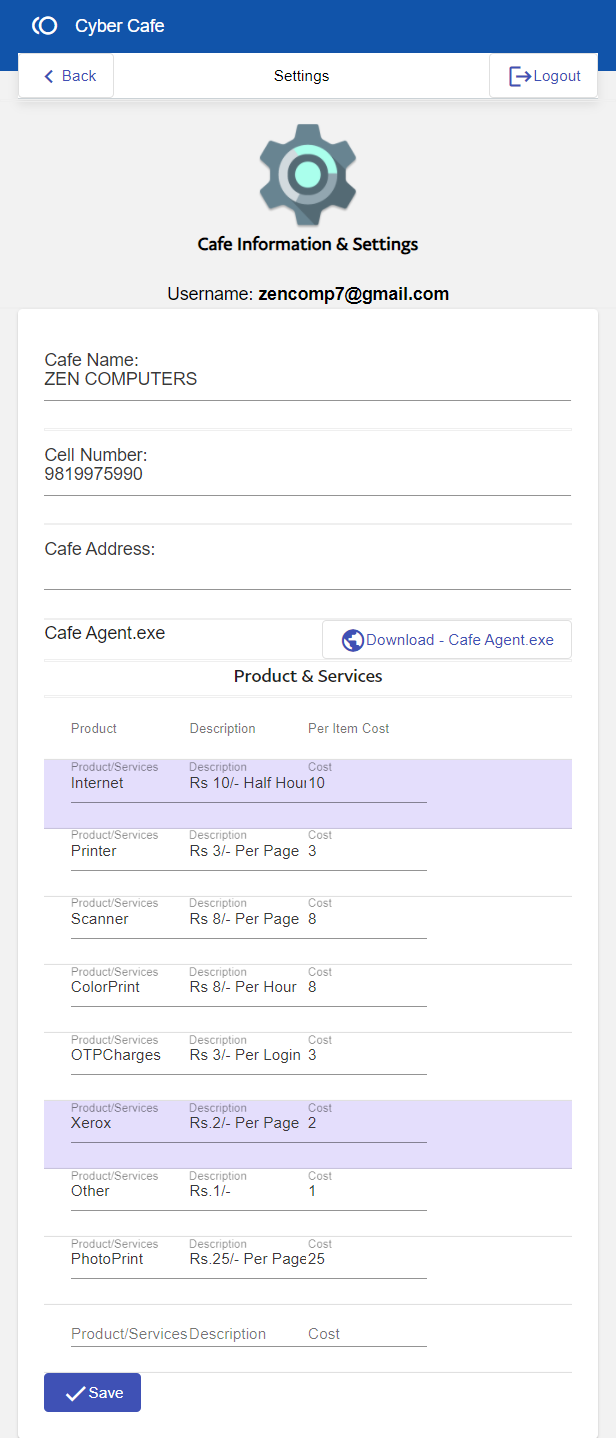 Cyber Cafe
Back
Settings
Logout
Cafe Information & Settings
Username: zencomp7@gmail.com
Cafe Name:
ZEN COMPUTERS
Cell Number:
9819975990
Cafe Address:
Cafe Agent.exe
Download - Cafe Agent.exe
Product & Services
Product Description Per Item Cost
Product/Services Description Cost
Internet Rs 10/- Half Hour 10
Product/Services Description Cost
Printer Rs 3/- Per Page 3
Product/Services Description Cost
Scanner Rs 8/- Per Page 8
Product/Services Description Cost
ColorPrint Rs 8/- Per Hour 8
Product/Services Description Cost
OTPCharges Rs 3/- Per Login 3
Product/Services Description Cost
Xerox Rs.2/- Per Page 2
Product/Services Description Cost
Other Rs.1/- 1
Product/Services Description Cost
PhotoPrint Rs.25/- Per Page 25
Product/Services Description Cost
Save